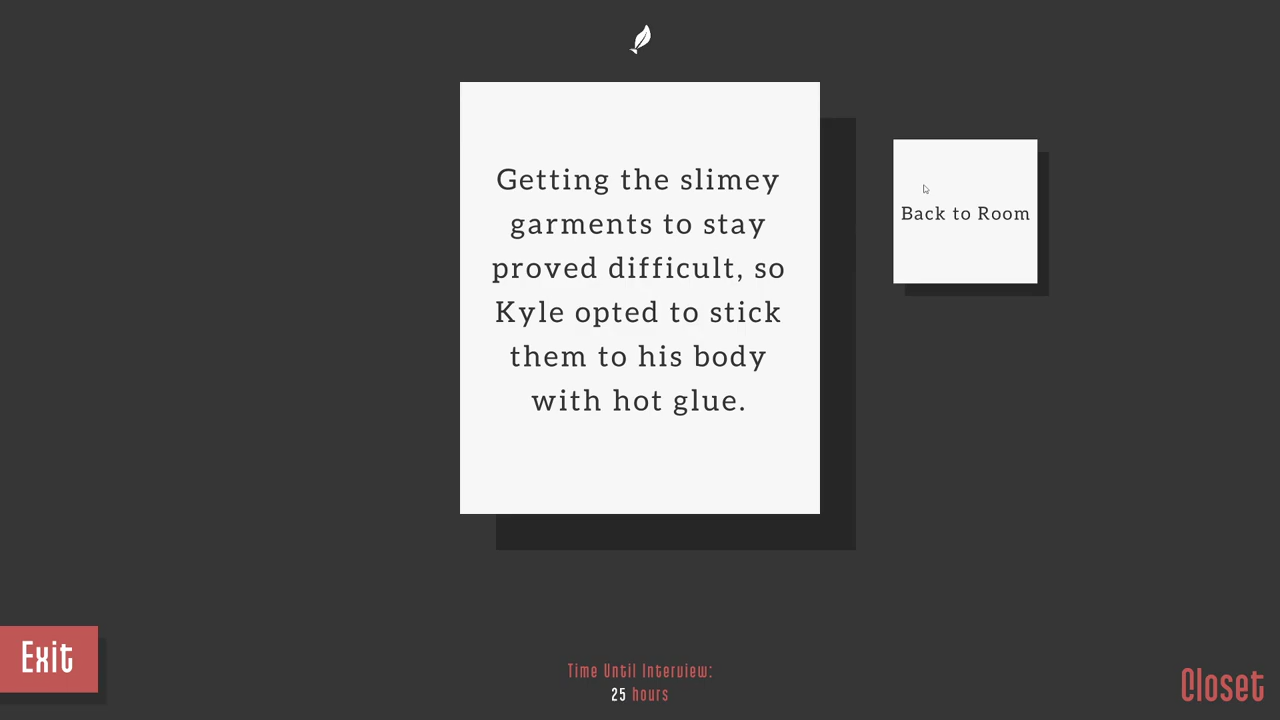 Getting the slimey
garments to stay
proved difficult, so
Kyle opted to stick
them to his body
with hot glue.
Back to Room
Exit
Time Until Interview:
25 hours
Closet